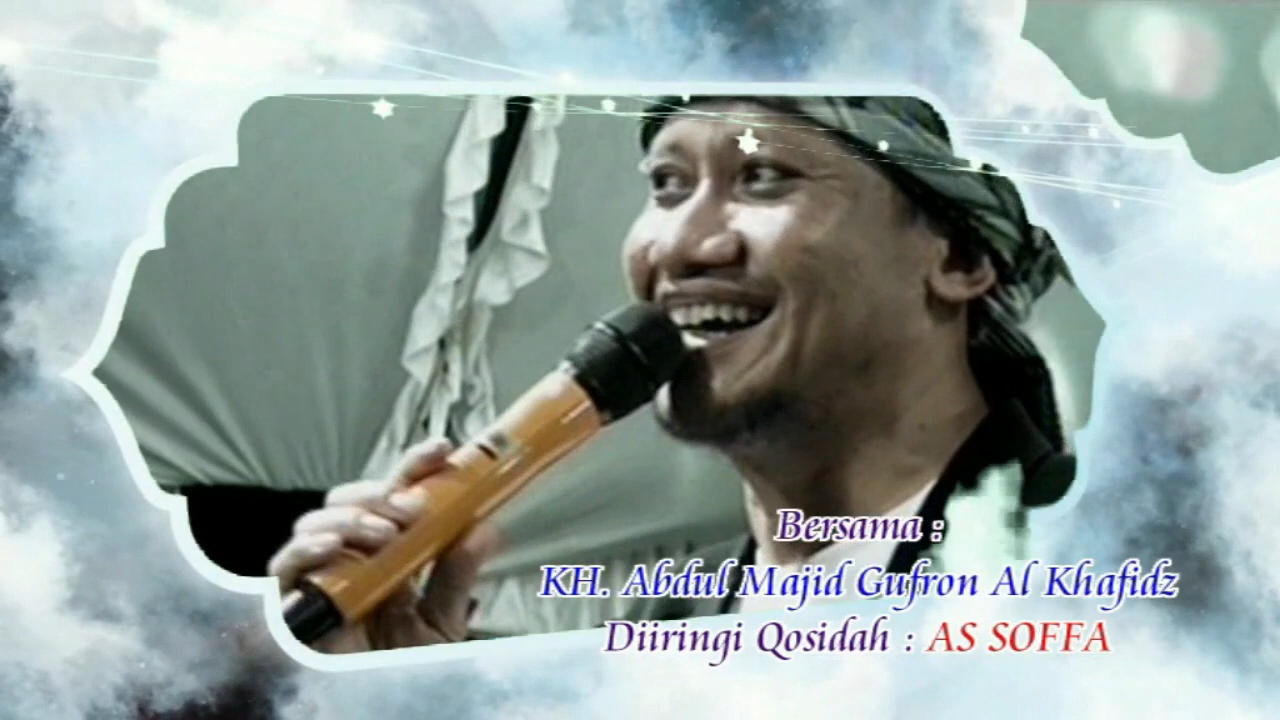 Bersama :
KH. Abdul Majid Gufron Al Khafidz
Diiringi Qosidah : AS SOFFA